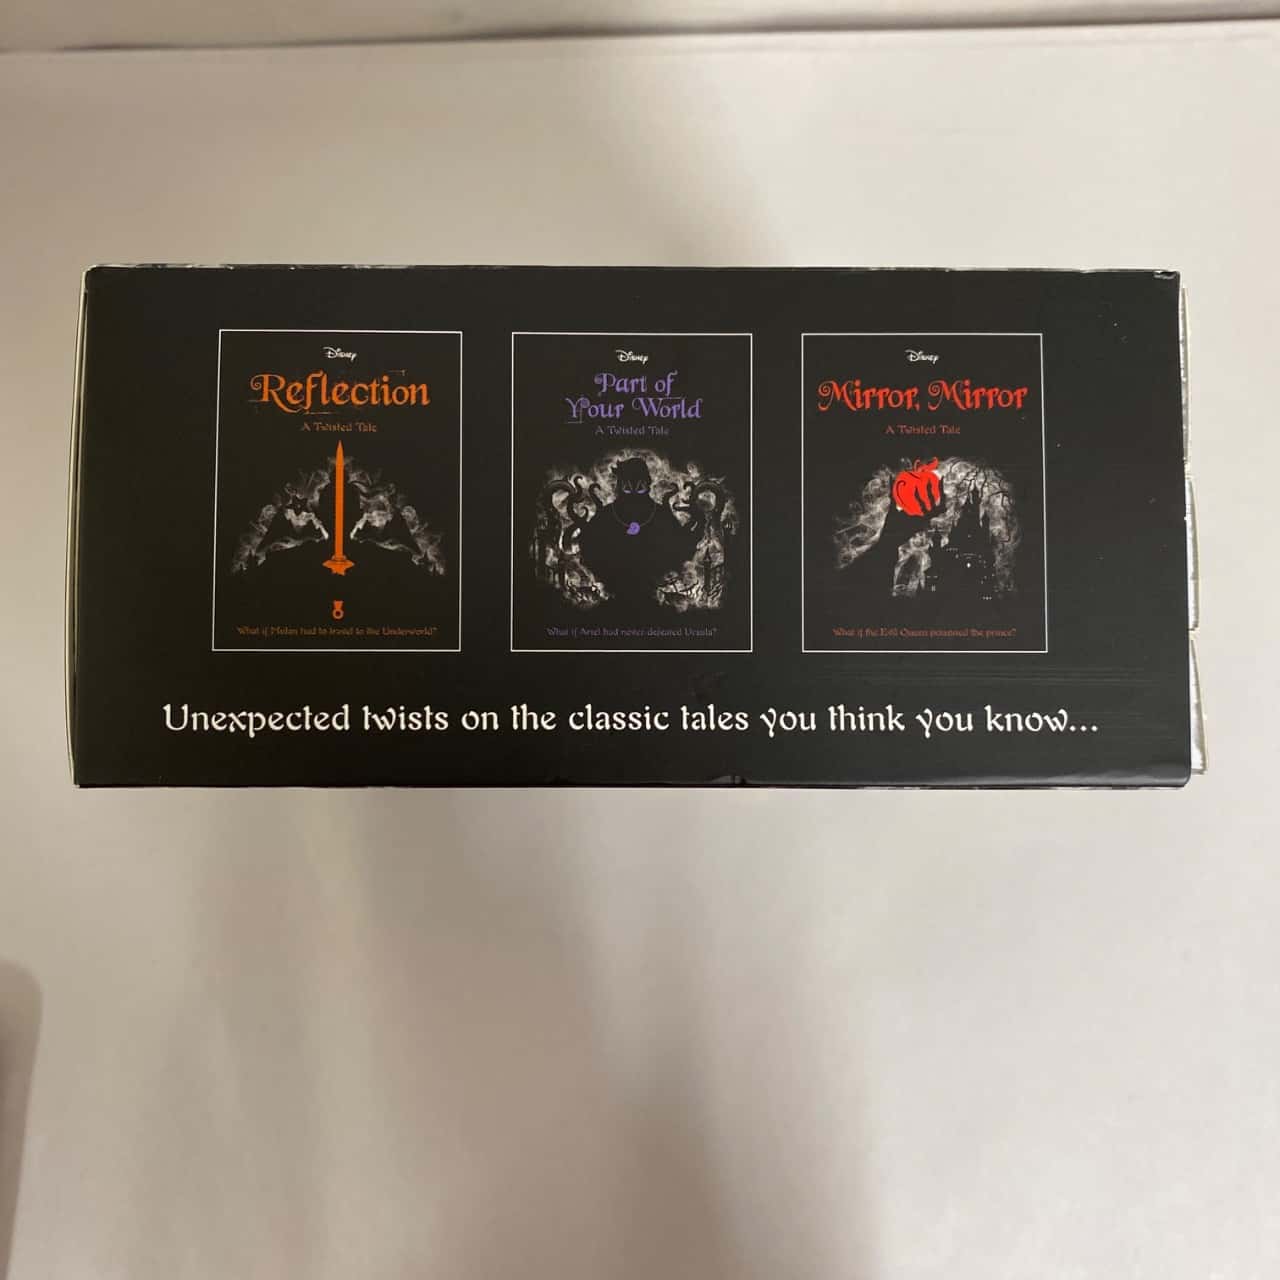 Disney
Reflection
A Twisted Tale
What if Mulan had to travel to the Underworld?
Disney
Part of
Your World
A Twisted Tale
What if Ariel had never defeated Ursula?
Disney
Mirror, Mirror
A Twisted Tale
What if the Evil Queen poisoned the prince?
Unexpected twists on the classic tales you think you know...